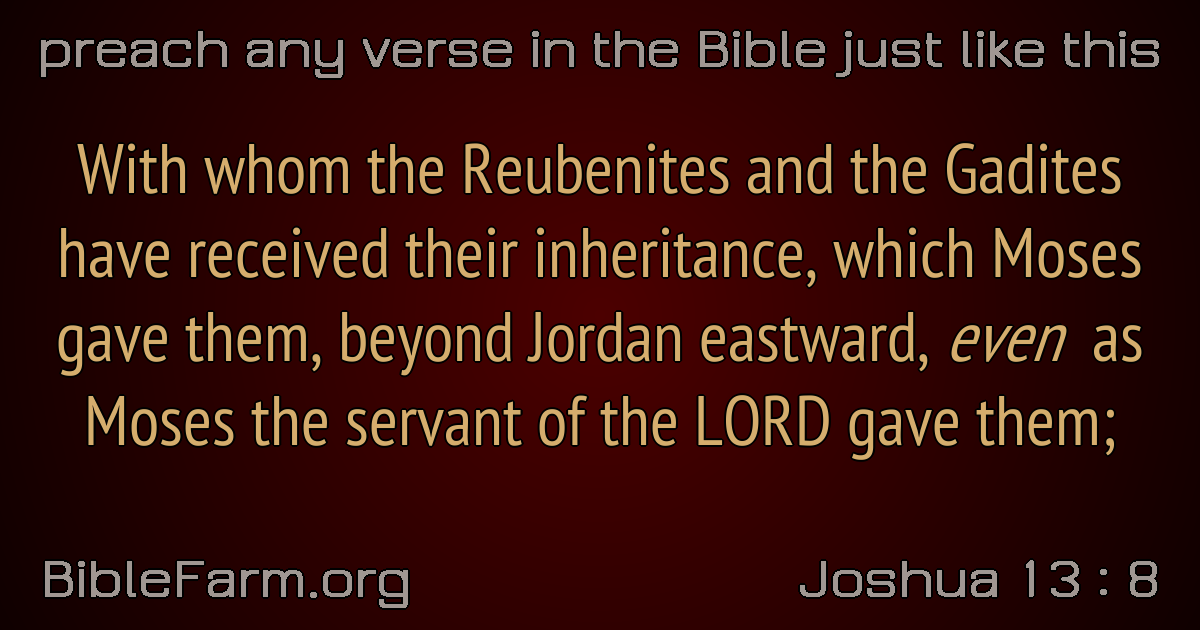 preach any verse in the Bible just like this
With whom the Reubenites and the Gadites
have received their inheritance, which Moses
gave them, beyond Jordan eastward, even as
Moses the servant of the LORD gave them;
BibleFarm.org
Joshua 13 : 8